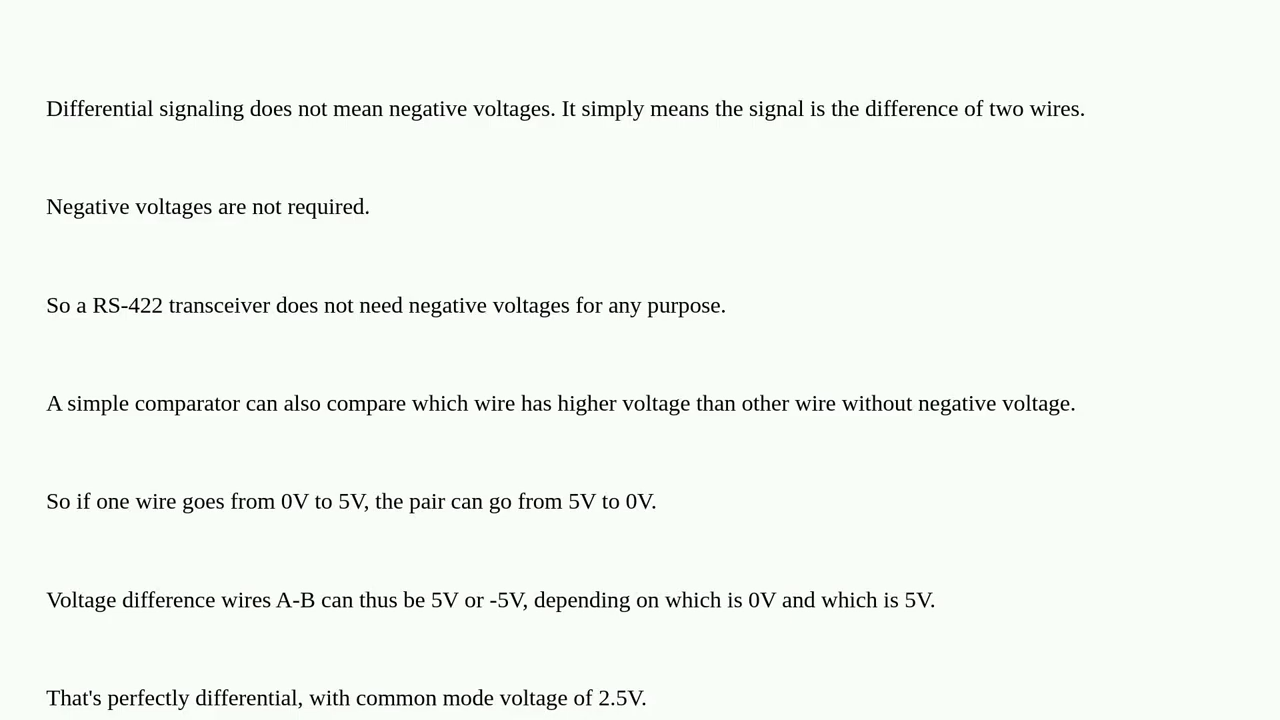 Differential signaling does not mean negative voltages. It simply means the signal is the difference of two wires.
Negative voltages are not required.
So a RS-422 transceiver does not need negative voltages for any purpose.
A simple comparator can also compare which wire has higher voltage than other wire without negative voltage.
So if one wire goes from 0V to 5V, the pair can go from 5V to 0V.
Voltage difference wires A-B can thus be 5V or -5V, depending on which is 0V and which is 5V.
That's perfectly differential, with common mode voltage of 2.5V.